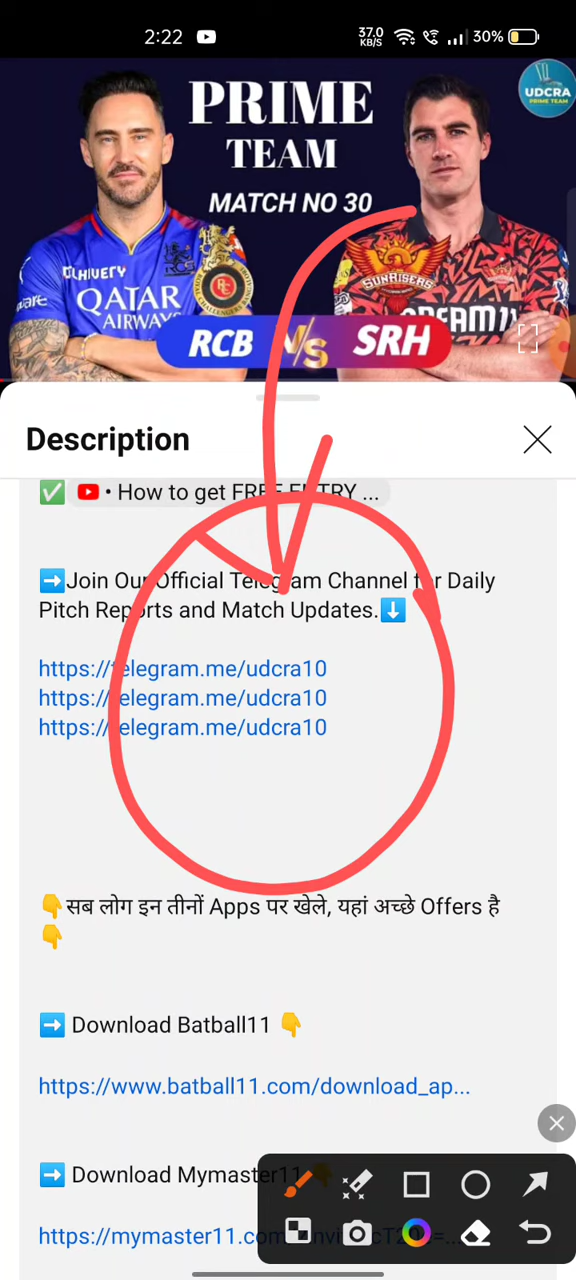 2:22
37.0
KB/S
30%
UDCRA
PRIME TEAM
PRIME
TEAM
MATCH NO 30
DELHIVERY
RCB
QATAR
AIRWAYS
SUNRISERS
DREAM11
RCB V/S SRH
Description
✅ • How to get FREE ENTRY ...
➡️Join Our Official Telegram Channel for Daily
Pitch Reports and Match Updates.⬇️
https://telegram.me/udcra10
https://telegram.me/udcra10
https://telegram.me/udcra10
👇सब लोग इन तीनों Apps पर खेले, यहां अच्छे Offers है
👇
➡️ Download Batball11 👇
https://www.batball11.com/download_ap...
➡️ Download Mymaster11 👇
https://mymaster11.com